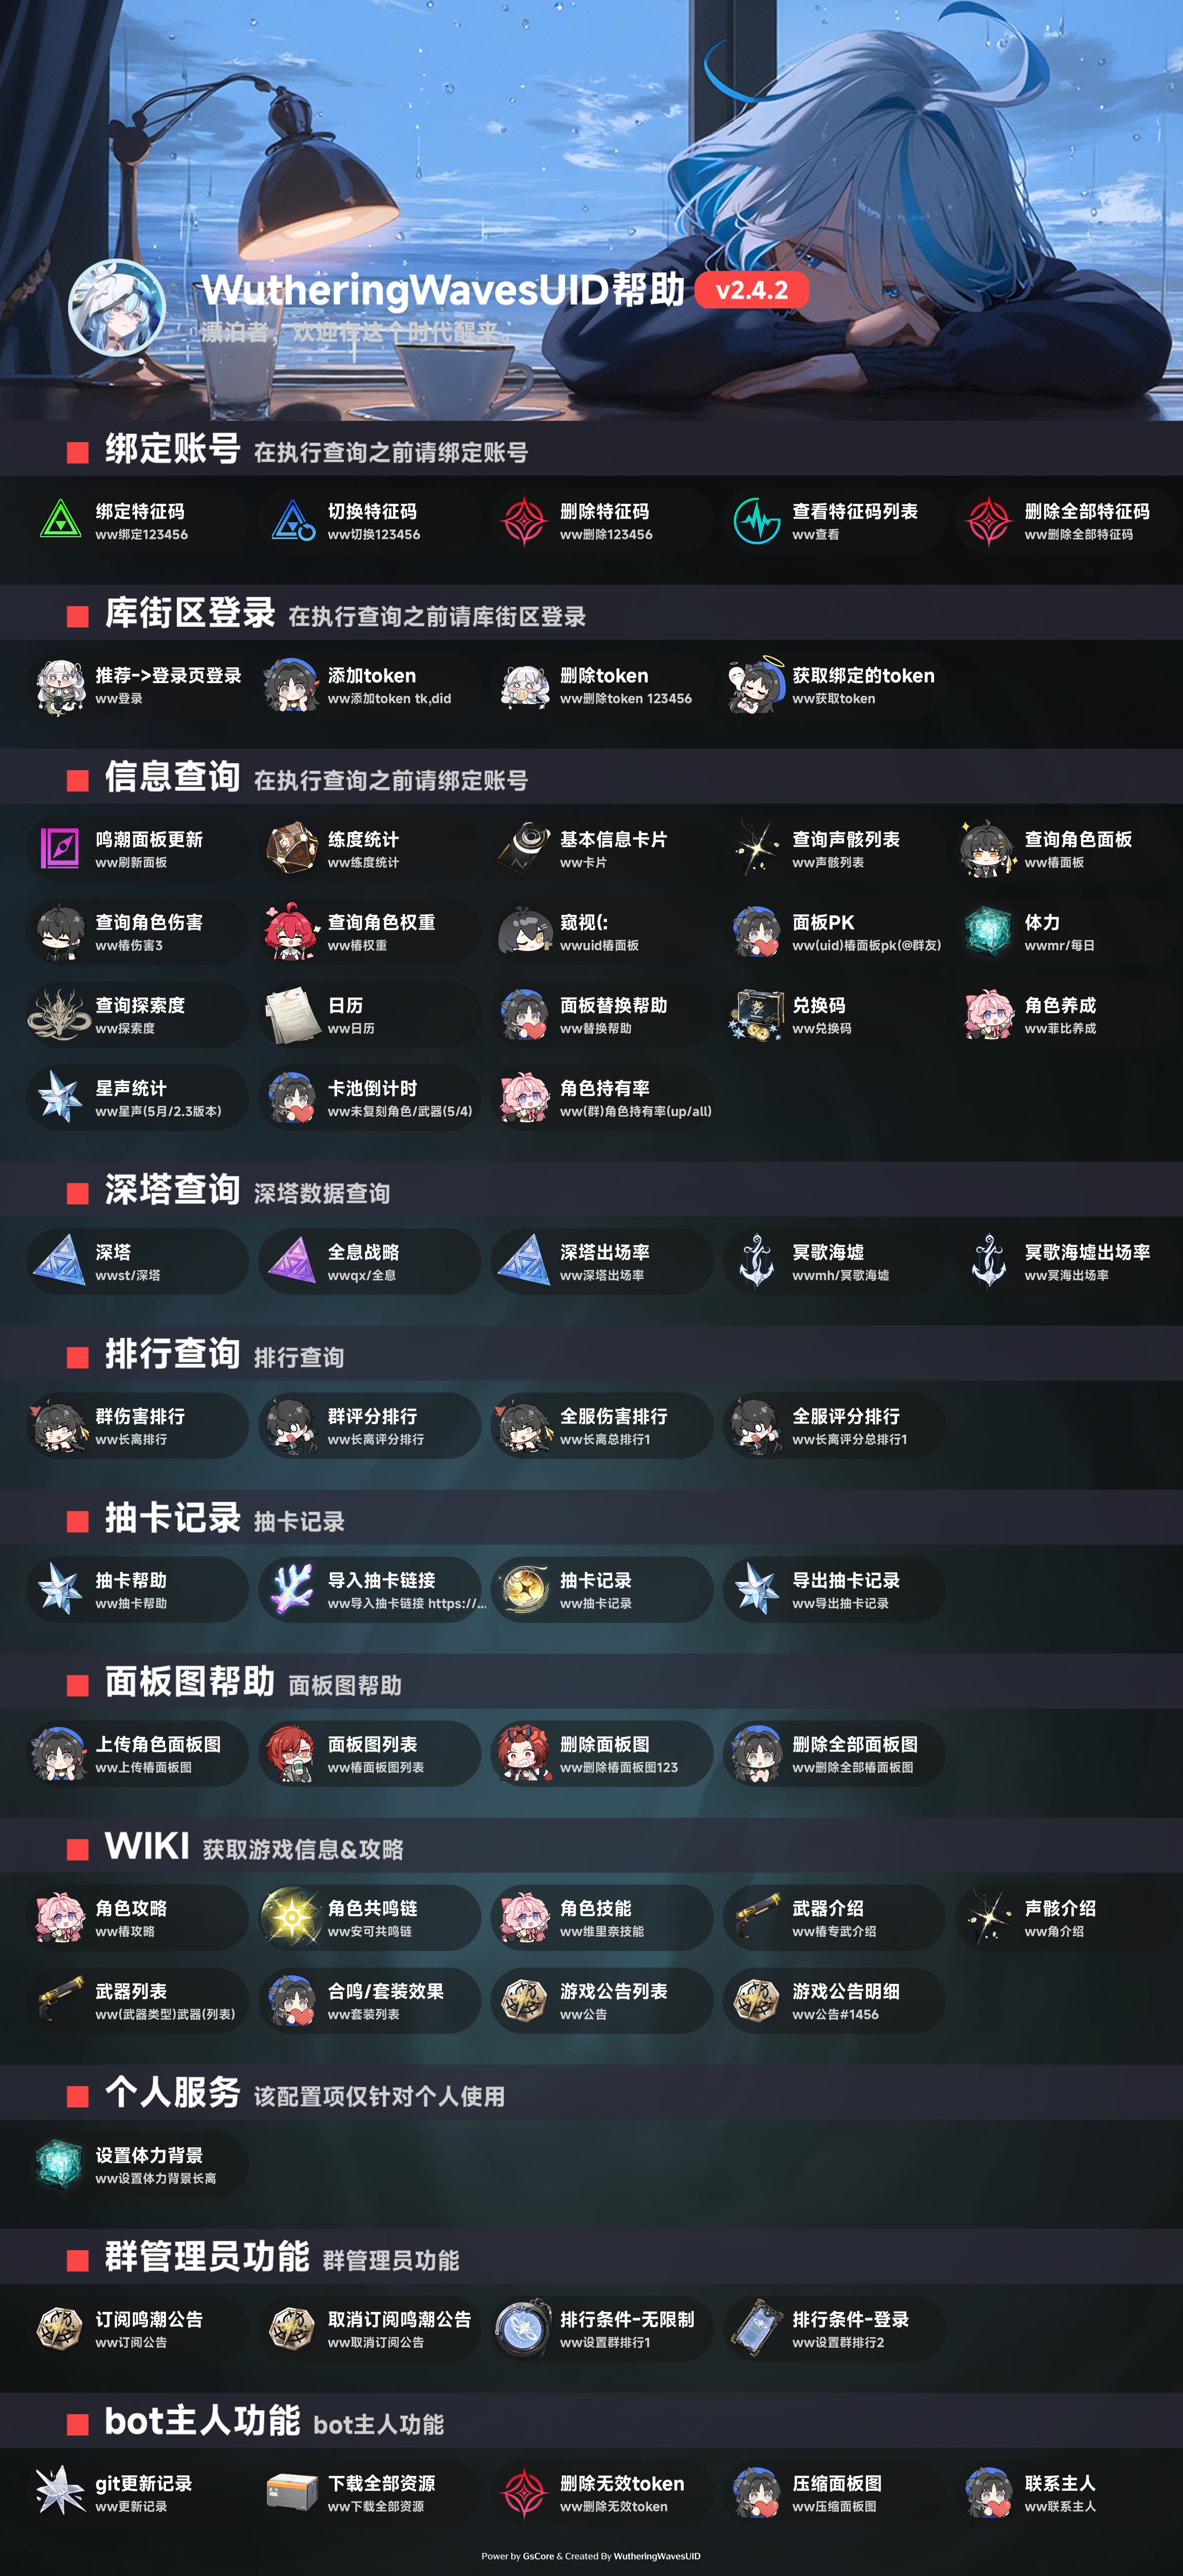 WutheringWavesUID帮助 v2.4.2
漂泊者，欢迎在这个时代醒来。
绑定账号 在执行查询之前请绑定账号
绑定特征码 切换特征码 删除特征码 查看特征码列表 删除全部特征码
ww绑定123456 ww切换123456 ww删除123456 ww查看 ww删除全部特征码
库街区登录 在执行查询之前请库街区登录
推荐->登录页登录 添加token 删除token 获取绑定的token
ww登录 ww添加token tk,did ww删除token 123456 ww获取token
信息查询 在执行查询之前请绑定账号
鸣潮面板更新 练度统计 基本信息卡片 查询声骸列表 查询角色面板
ww刷新面板 ww练度统计 ww卡片 ww声骸列表 ww椿面板
查询角色伤害 查询角色权重 窥视(: 面板PK 体力
ww椿伤害3 ww椿权重 wwuid椿面板 ww(uid)椿面板pk(@群友) wwmr/每日
查询探索度 日历 面板替换帮助 兑换码 角色养成
ww探索度 ww日历 ww替换帮助 ww兑换码 ww菲比养成
星声统计 卡池倒计时 角色持有率
ww星声(5月/2.3版本) ww未复刻角色/武器(5/4) ww(群)角色持有率(up/all)
深塔查询 深塔数据查询
深塔 全息战略 深塔出场率 冥歌海墟 冥歌海墟出场率
wwst/深塔 wwqx/全息 ww深塔出场率 wwmh/冥歌海墟 ww冥海出场率
排行查询 排行查询
群伤害排行 群评分排行 全服伤害排行 全服评分排行
ww长离排行 ww长离评分排行 ww长离总排行1 ww长离评分总排行1
抽卡记录 抽卡记录
抽卡帮助 导入抽卡链接 抽卡记录 导出抽卡记录
ww抽卡帮助 ww导入抽卡链接 https://... ww抽卡记录 ww导出抽卡记录
面板图帮助 面板图帮助
上传角色面板图 面板图列表 删除面板图 删除全部面板图
ww上传椿面板图 ww椿面板图列表 ww删除椿面板图123 ww删除全部椿面板图
WIKI 获取游戏信息&攻略
角色攻略 角色共鸣链 角色技能 武器介绍 声骸介绍
ww椿攻略 ww安可共鸣链 ww维里奈技能 ww椿专武介绍 ww角介绍
武器列表 合鸣/套装效果 游戏公告列表 游戏公告明细
ww(武器类型)武器(列表) ww套装列表 ww公告 ww公告#1456
个人服务 该配置项仅针对个人使用
设置体力背景
ww设置体力背景长离
群管理员功能 群管理员功能
订阅鸣潮公告 取消订阅鸣潮公告 排行条件-无限制 排行条件-登录
ww订阅公告 ww取消订阅公告 ww设置群排行1 ww设置群排行2
bot主人功能 bot主人功能
git更新记录 下载全部资源 删除无效token 压缩面板图 联系主人
ww更新记录 ww下载全部资源 ww删除无效token ww压缩面板图 ww联系主人
Power by GsCore & Created By WutheringWavesUID